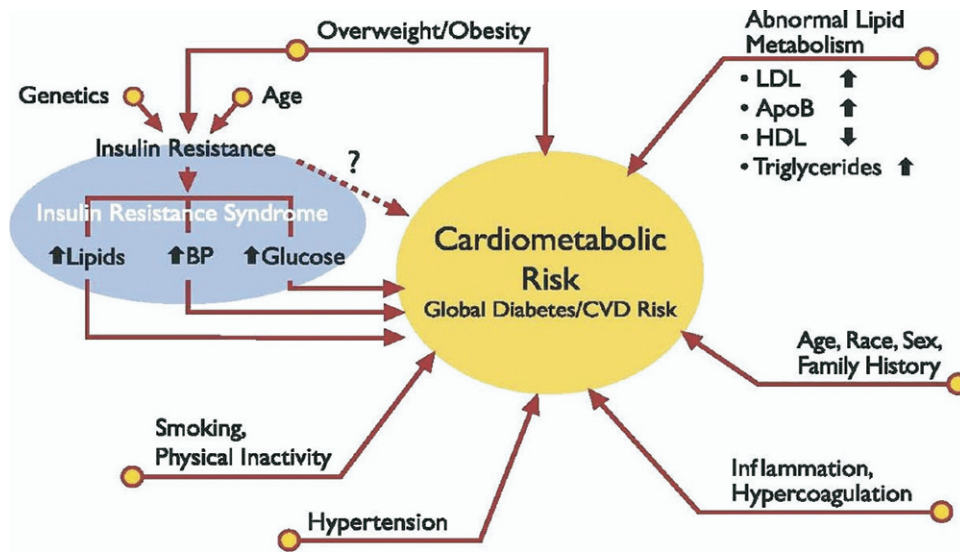 Overweight/Obesity
Abnormal Lipid
Metabolism
• LDL ⬆
• ApoB ⬆
• HDL ⬇
• Triglycerides ⬆
Genetics
Age
Insulin Resistance
?
Insulin Resistance Syndrome
⬆Lipids ⬆BP ⬆Glucose
Cardiometabolic
Risk
Global Diabetes/CVD Risk
Age, Race, Sex,
Family History
Smoking,
Physical Inactivity
Inflammation,
Hypercoagulation
Hypertension